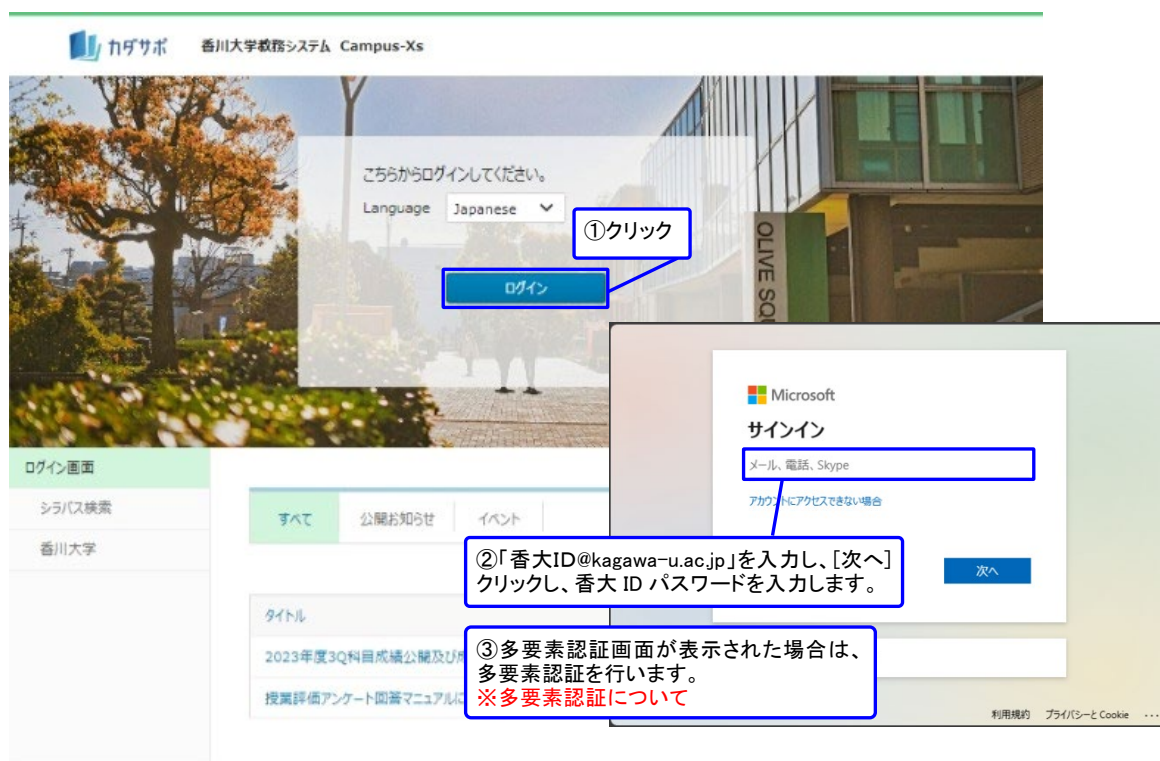 カダサポ 香川大学教務システム Campus-Xs
こちらからログインしてください。
Language Japanese
①クリック
ログイン
OLIVE SQU
Microsoft
サインイン
メール、電話、Skype
アカウントにアクセスできない場合
次へ
ログイン画面
シラバス検索
香川大学
すべて 公開お知らせ イベント
②「香大ID@kagawa-u.ac.jp」を入力し、[次へ]
クリックし、香大 ID パスワードを入力します。
タイトル
2023年度3Q科目成績公開及び
授業評価アンケート回答マニュアルに
③多要素認証画面が表示された場合は、
多要素認証を行います。
※多要素認証について
利用規約 プライバシーと Cookie ...